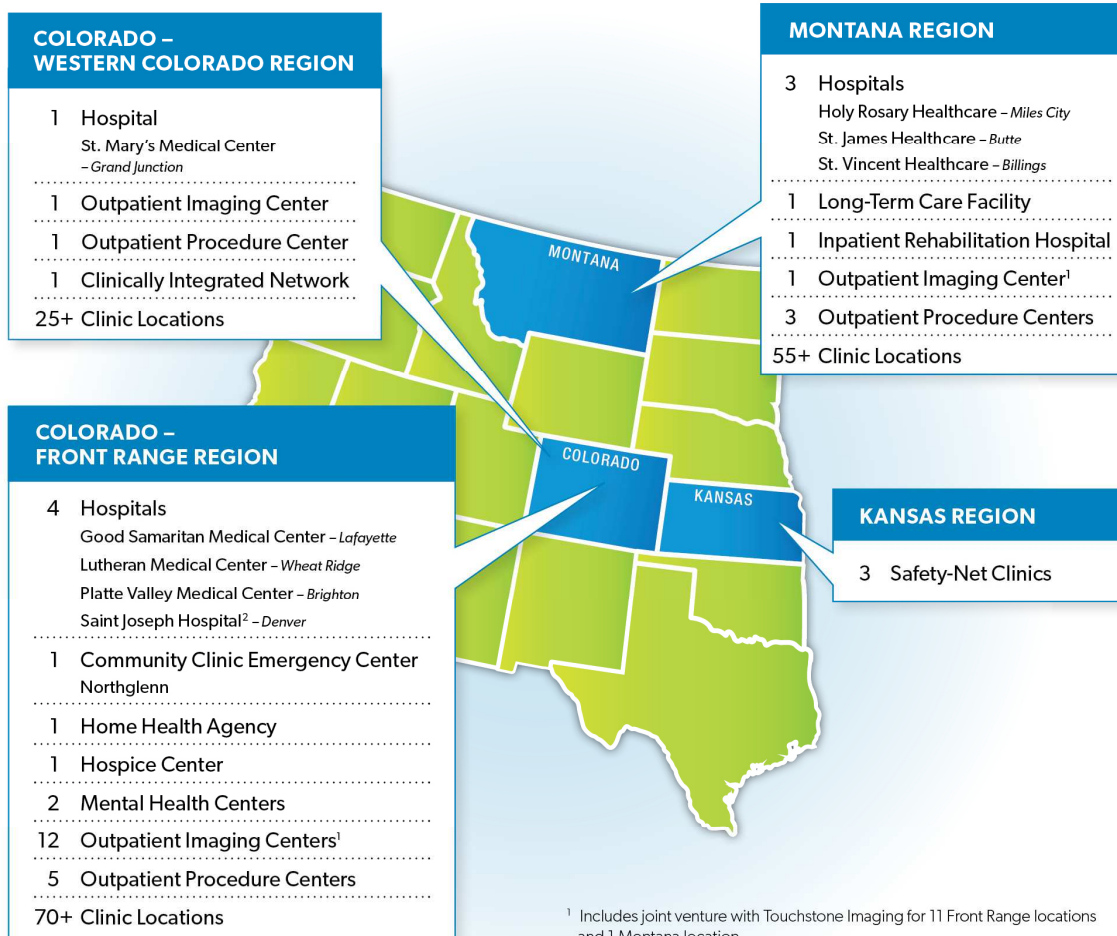 COLORADO –
WESTERN COLORADO REGION
1 Hospital
St. Mary's Medical Center
– Grand Junction
1 Outpatient Imaging Center
1 Outpatient Procedure Center
1 Clinically Integrated Network
25+ Clinic Locations
MONTANA REGION
3 Hospitals
Holy Rosary Healthcare – Miles City
St. James Healthcare – Butte
St. Vincent Healthcare – Billings
1 Long-Term Care Facility
1 Inpatient Rehabilitation Hospital
1 Outpatient Imaging Center¹
3 Outpatient Procedure Centers
55+ Clinic Locations
MONTANA
COLORADO
KANSAS
COLORADO –
FRONT RANGE REGION
4 Hospitals
Good Samaritan Medical Center – Lafayette
Lutheran Medical Center – Wheat Ridge
Platte Valley Medical Center – Brighton
Saint Joseph Hospital² – Denver
1 Community Clinic Emergency Center
Northglenn
1 Home Health Agency
1 Hospice Center
2 Mental Health Centers
12 Outpatient Imaging Centers¹
5 Outpatient Procedure Centers
70+ Clinic Locations
KANSAS REGION
3 Safety-Net Clinics
¹ Includes joint venture with Touchstone Imaging for 11 Front Range locations
and 1 Montana location